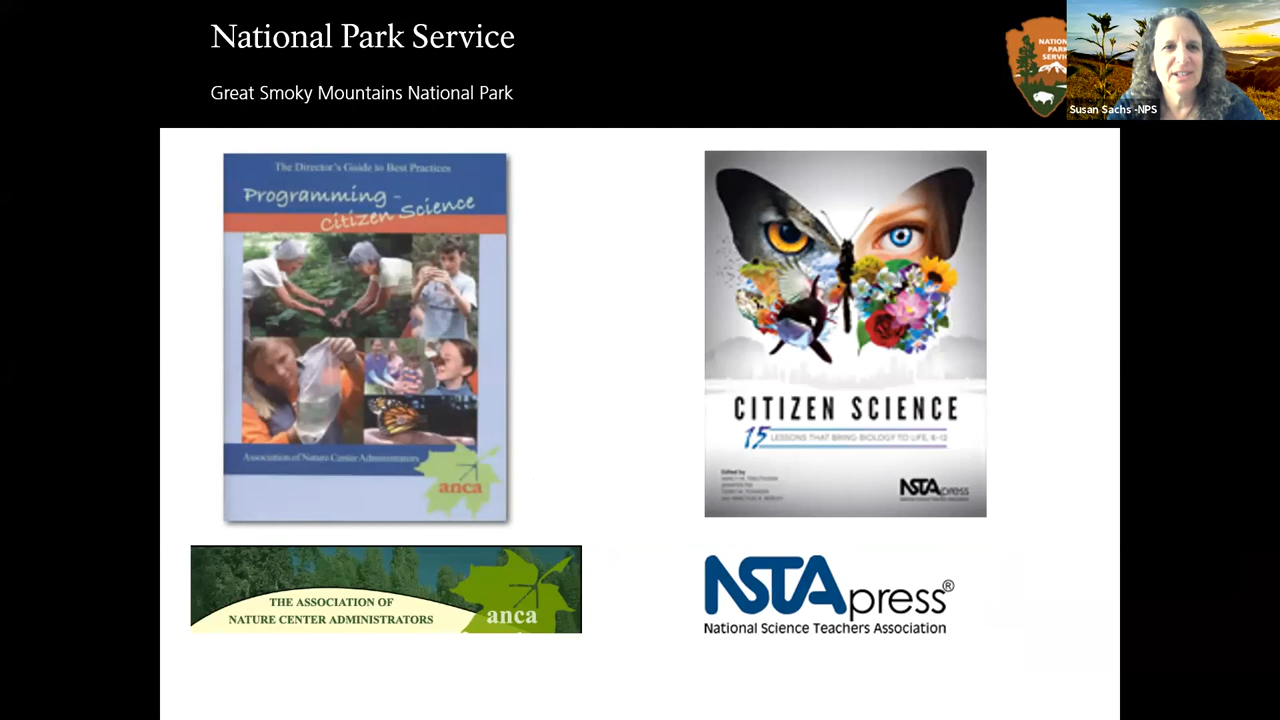 National Park Service
Great Smoky Mountains National Park
NATIONAL
PARK
SERVICE
Susan Sachs -NPS
The Director's Guide to Best Practices
Programming -
Citizen Science
Association of Nature Center Administrators
anca
CITIZEN SCIENCE
15 LESSONS THAT BRING BIOLOGY TO LIFE, 6-12
Edited by
NSTApress
THE ASSOCIATION OF
NATURE CENTER ADMINISTRATORS
anca
NSTApress®
National Science Teachers Association